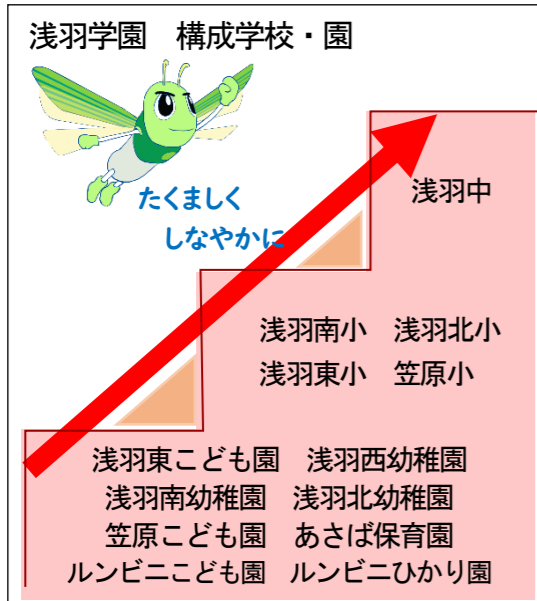 浅羽学園　構成学校・園
たくましく
しなやかに
浅羽中
浅羽南小　浅羽北小
浅羽東小　笠原小
浅羽東こども園　浅羽西幼稚園
浅羽南幼稚園　浅羽北幼稚園
笠原こども園　あさば保育園
ルンビニこども園　ルンビニひかり園